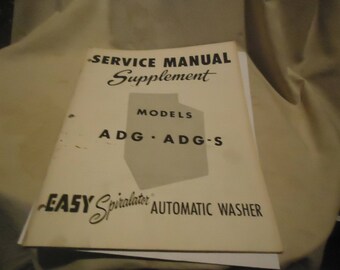 SERVICE MANUAL
Supplement
MODELS
ADG · ADG-S
EASY Spiralator AUTOMATIC WASHER